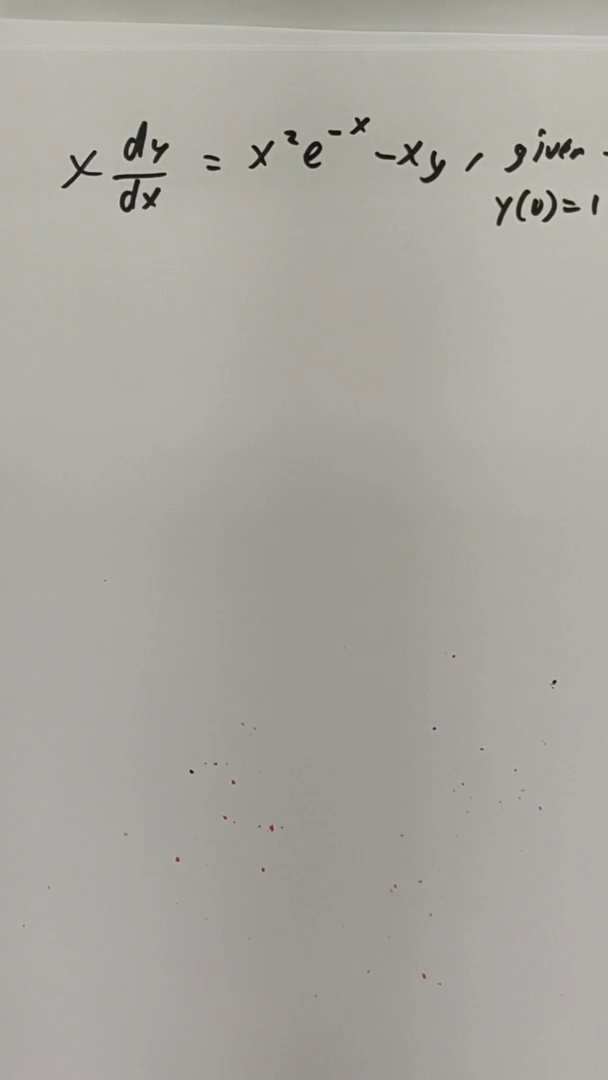 x dy/dx = x²e^(-x) - xy, given
y(0)=1